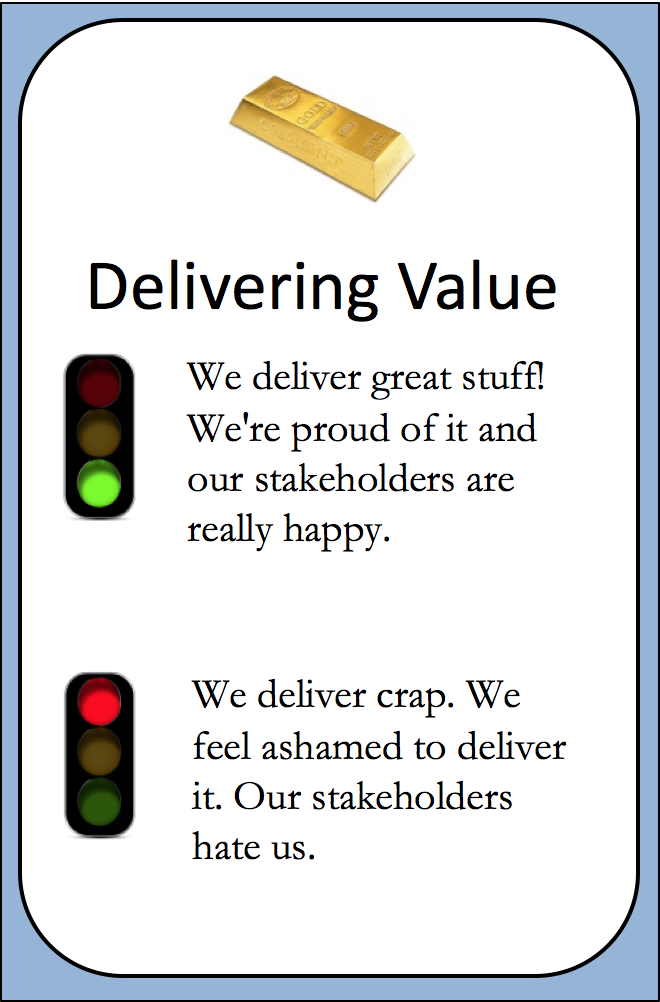 GOLD
Delivering Value
We deliver great stuff!
We're proud of it and
our stakeholders are
really happy.
We deliver crap. We
feel ashamed to deliver
it. Our stakeholders
hate us.